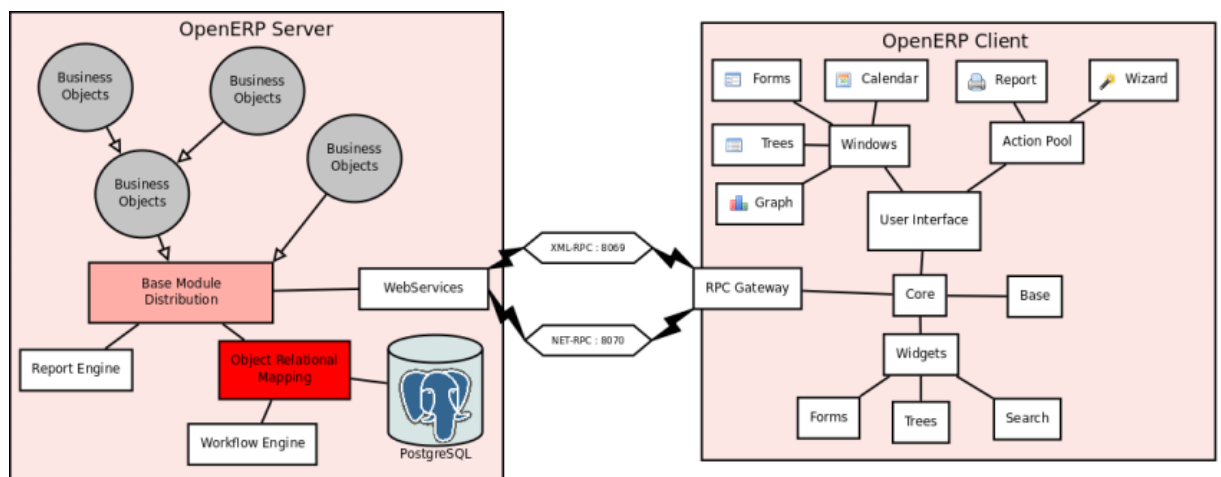 OpenERP Server
Business
Objects
Business
Objects
Business
Objects
Business
Objects
Base Module
Distribution
WebServices
Report Engine
Object Relational
Mapping
Workflow Engine
PostgreSQL
XML-RPC : 8069
NET-RPC : 8070
OpenERP Client
Forms
Calendar
Report
Wizard
Trees
Windows
Action Pool
Graph
User Interface
RPC Gateway
Core
Base
Widgets
Forms
Trees
Search